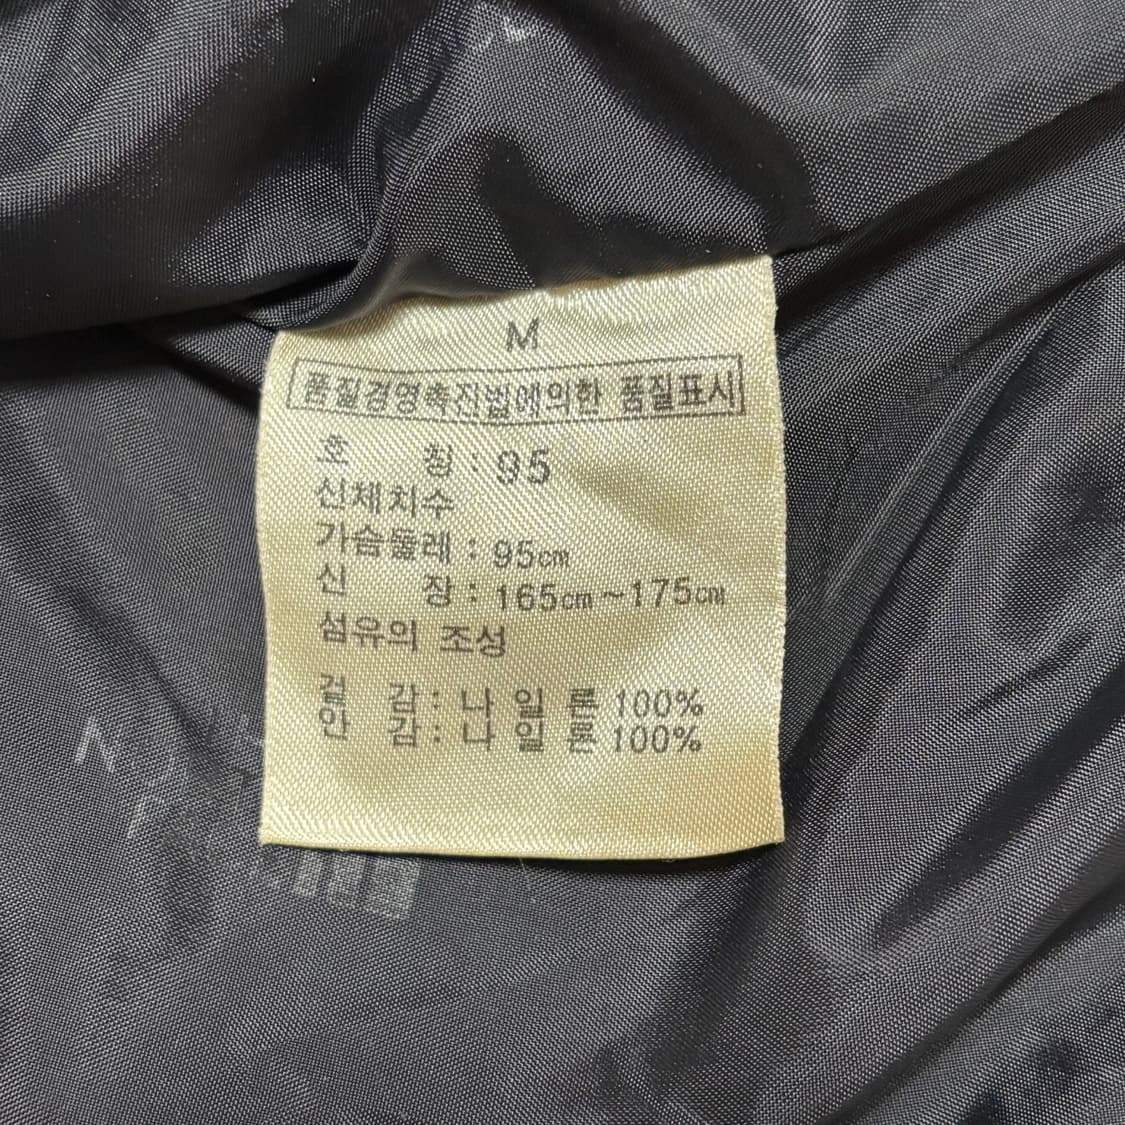 M
품질경영촉진법에의한 품질표시
호 칭 : 95
신체치수
가슴둘레 : 95cm
신 장 : 165cm~175cm
섬유의 조성
겉 감 : 나 일 론 100%
안 감 : 나 일 론 100%